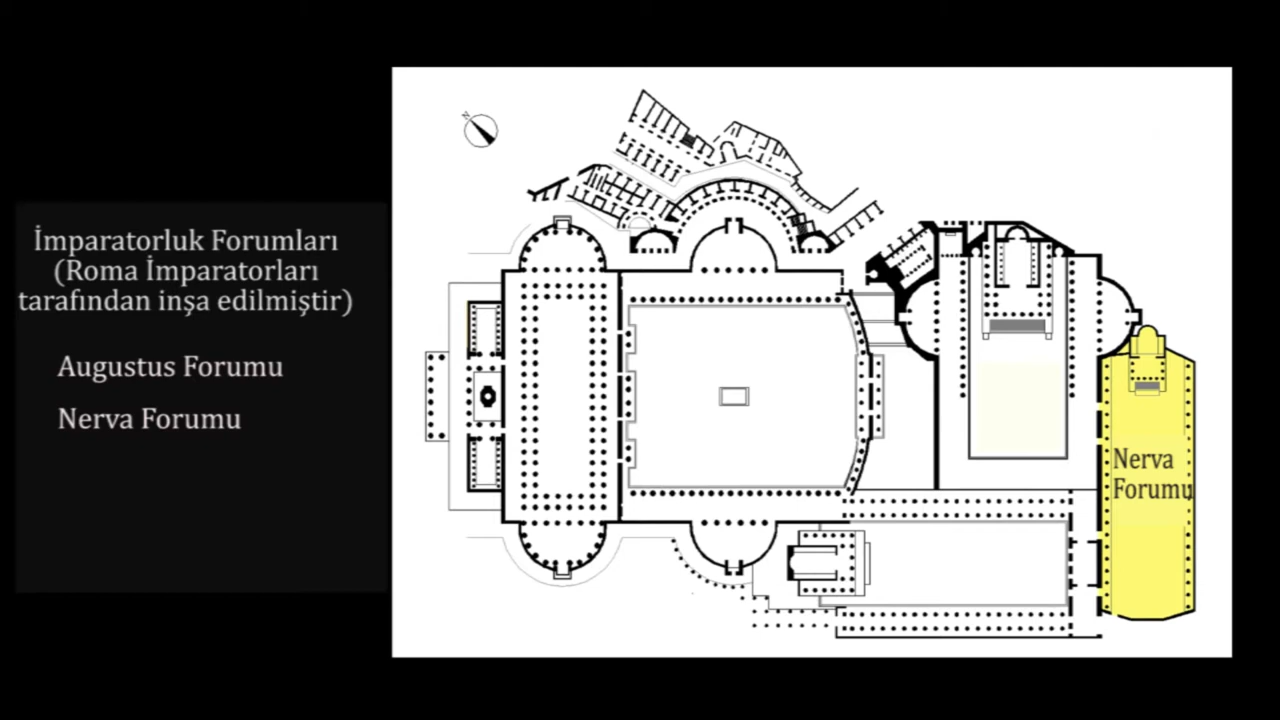 İmparatorluk Forumları
(Roma İmparatorları
tarafından inşa edilmiştir)
Augustus Forumu
Nerva Forumu
N
Nerva
Forumu